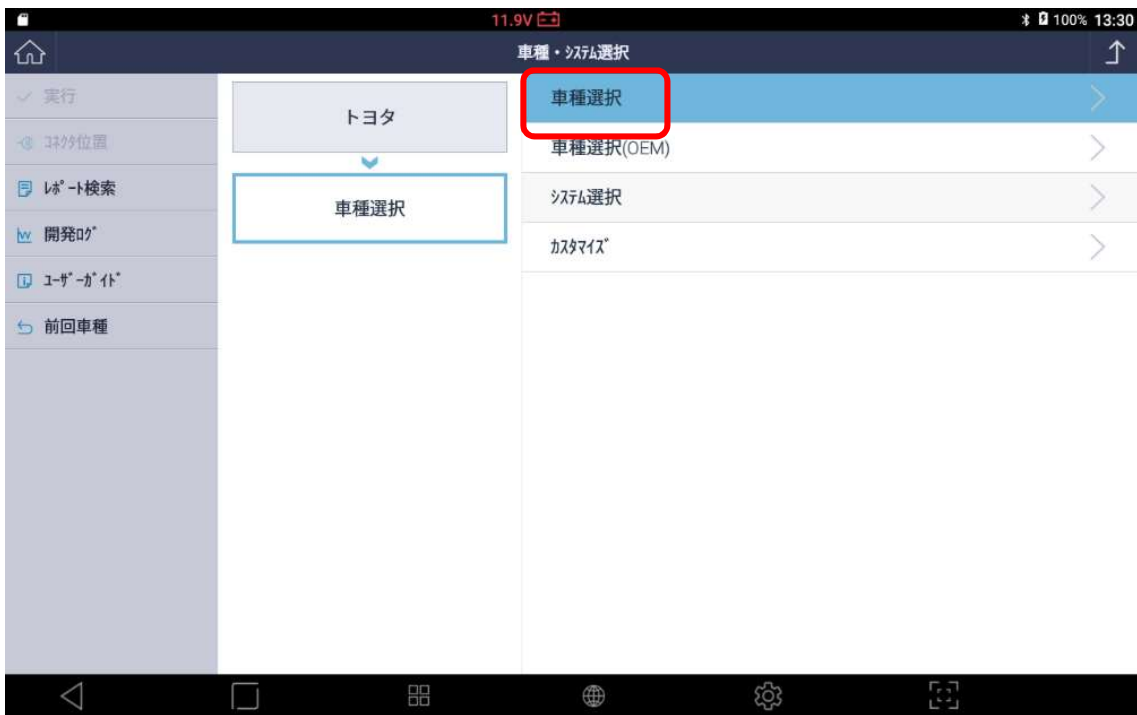 11.9V
100% 13:30
車種・ｼｽﾃﾑ選択
実行
ｺﾈｸﾀ位置
ﾚﾎﾟｰﾄ検索
開発ﾛｸﾞ
ﾕｰｻﾞｰｶﾞｲﾄﾞ
前回車種
トヨタ
車種選択
車種選択
車種選択(OEM)
ｼｽﾃﾑ選択
ｶｽﾀﾏｲｽﾞ